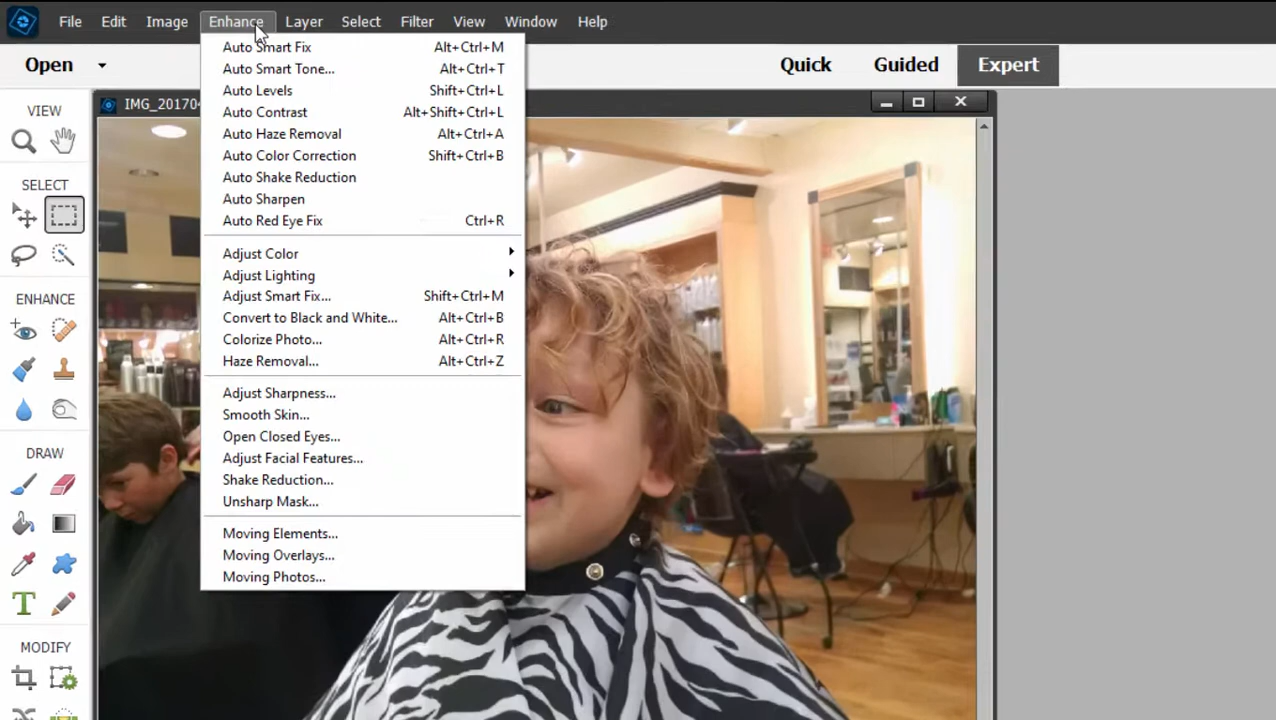 File Edit Image Enhance Layer Select Filter View Window Help
Open Quick Guided Expert
IMG_20170
VIEW
SELECT
ENHANCE
DRAW
T
MODIFY
Auto Smart Fix Alt+Ctrl+M
Auto Smart Tone... Alt+Ctrl+T
Auto Levels Shift+Ctrl+L
Auto Contrast Alt+Shift+Ctrl+L
Auto Haze Removal Alt+Ctrl+A
Auto Color Correction Shift+Ctrl+B
Auto Shake Reduction
Auto Sharpen
Auto Red Eye Fix Ctrl+R
Adjust Color
Adjust Lighting
Adjust Smart Fix... Shift+Ctrl+M
Convert to Black and White... Alt+Ctrl+B
Colorize Photo... Alt+Ctrl+R
Haze Removal... Alt+Ctrl+Z
Adjust Sharpness...
Smooth Skin...
Open Closed Eyes...
Adjust Facial Features...
Shake Reduction...
Unsharp Mask...
Moving Elements...
Moving Overlays...
Moving Photos...